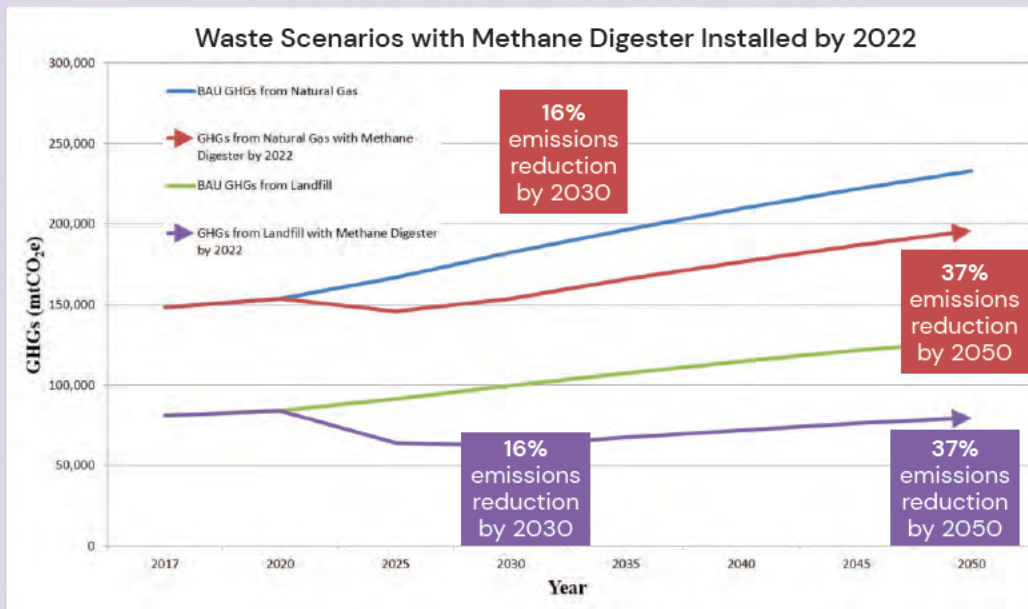 Waste Scenarios with Methane Digester Installed by 2022
300,000
250,000
200,000
150,000
100,000
50,000
0
GHGs (mtCO₂e)
BAU GHGs from Natural Gas
GHGs from Natural Gas with Methane
Digester by 2022
BAU GHGs from Landfill
GHGs from Landfill with Methane Digester
by 2022
16%
emissions
reduction
by 2030
37%
emissions
reduction
by 2050
16%
emissions
reduction
by 2030
37%
emissions
reduction
by 2050
2017
2020
2025
2030
2035
2040
2045
2050
Year